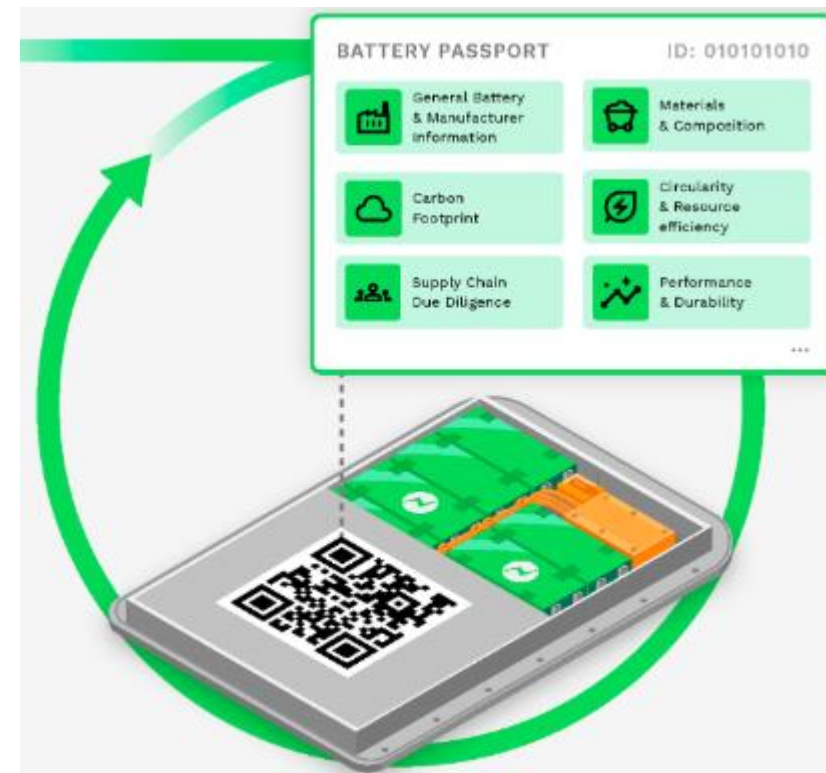 BATTERY PASSPORT
ID: 010101010
General Battery
& Manufacturer
Information
Materials
& Composition
Carbon
Footprint
Circularity
& Resource
efficiency
Supply Chain
Due Diligence
Performance
& Durability
...